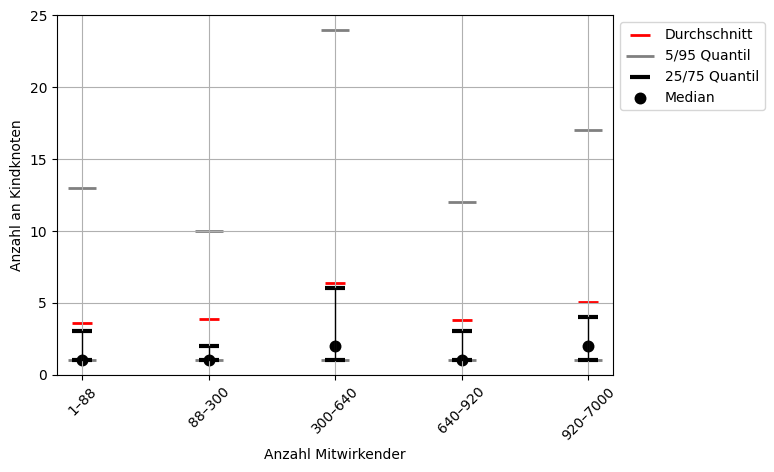 25
20
15
10
5
0
Anzahl an Kindknoten
1–88
88–300
300–640
640–920
920–7000
Anzahl Mitwirkender
Durchschnitt
5/95 Quantil
25/75 Quantil
Median